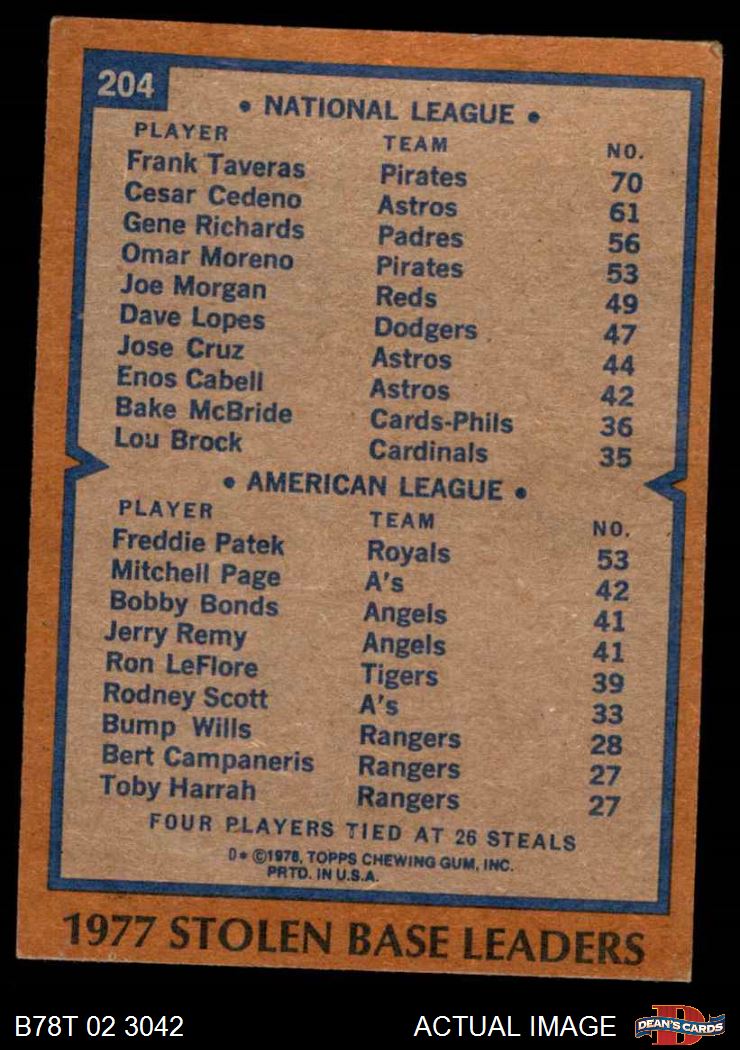 204
• NATIONAL LEAGUE •
PLAYER TEAM NO.
Frank Taveras Pirates 70
Cesar Cedeno Astros 61
Gene Richards Padres 56
Omar Moreno Pirates 53
Joe Morgan Reds 49
Dave Lopes Dodgers 47
Jose Cruz Astros 44
Enos Cabell Astros 42
Bake McBride Cards-Phils 36
Lou Brock Cardinals 35
• AMERICAN LEAGUE •
PLAYER TEAM NO.
Freddie Patek Royals 53
Mitchell Page A's 42
Bobby Bonds Angels 41
Jerry Remy Angels 41
Ron LeFlore Tigers 39
Rodney Scott A's 33
Bump Wills Rangers 28
Bert Campaneris Rangers 27
Toby Harrah Rangers 27
FOUR PLAYERS TIED AT 26 STEALS
D* ©1978, TOPPS CHEWING GUM, INC.
PRTD. IN U.S.A.
1977 STOLEN BASE LEADERS
B78T 02 3042 ACTUAL IMAGE D DEAN'S CARDS